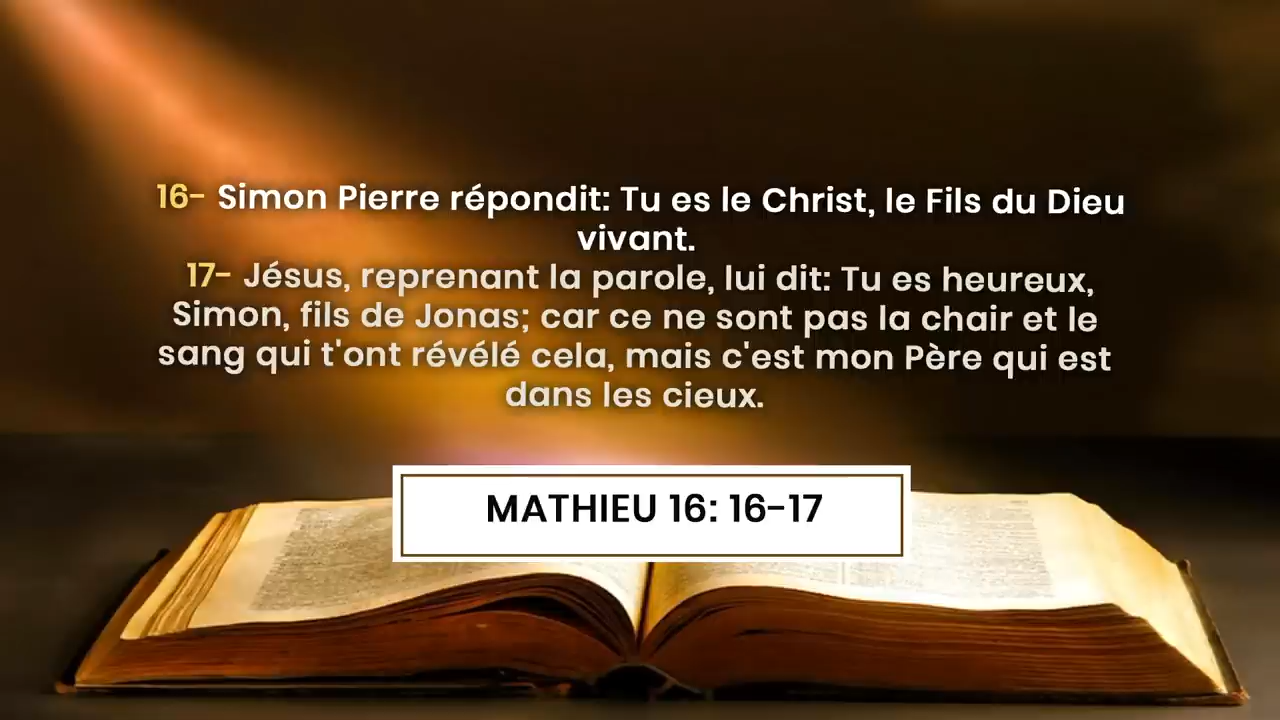 16- Simon Pierre répondit: Tu es le Christ, le Fils du Dieu
vivant.
17- Jésus, reprenant la parole, lui dit: Tu es heureux,
Simon, fils de Jonas; car ce ne sont pas la chair et le
sang qui t'ont révélé cela, mais c'est mon Père qui est
dans les cieux.
MATHIEU 16: 16-17